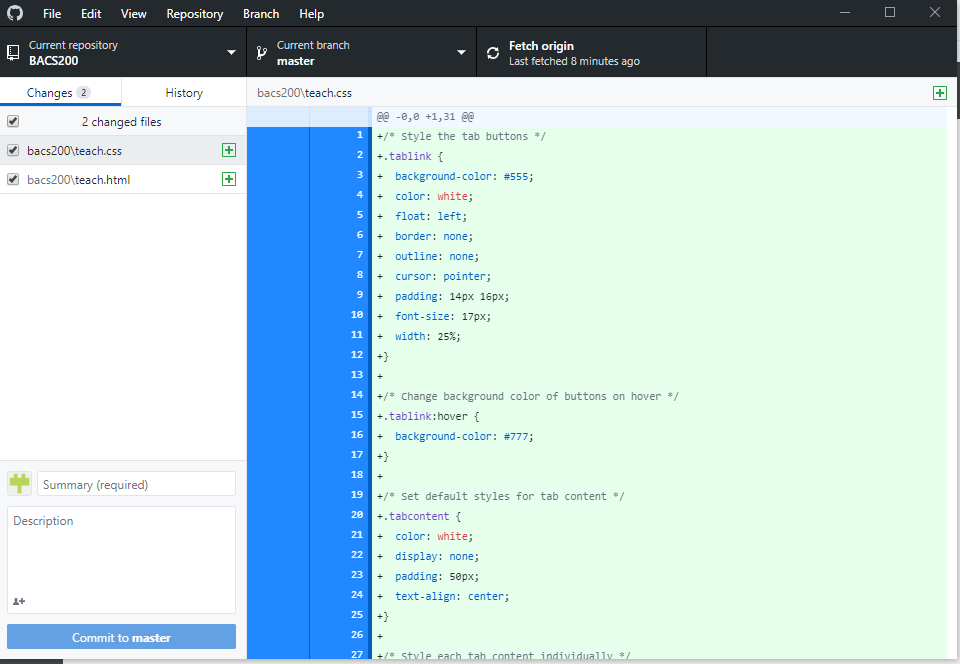 File Edit View Repository Branch Help
Current repository
BACS200
Current branch
master
Fetch origin
Last fetched 8 minutes ago
Changes 2 History
2 changed files
bacs200\teach.css
bacs200\teach.html
Summary (required)
Description
Commit to master
bacs200\teach.css
@@ -0,0 +1,31 @@
1 +/* Style the tab buttons */
2 +.tablink {
3 +  background-color: #555;
4 +  color: white;
5 +  float: left;
6 +  border: none;
7 +  outline: none;
8 +  cursor: pointer;
9 +  padding: 14px 16px;
10 +  font-size: 17px;
11 +  width: 25%;
12 +}
13 +
14 +/* Change background color of buttons on hover */
15 +.tablink:hover {
16 +  background-color: #777;
17 +}
18 +
19 +/* Set default styles for tab content */
20 +.tabcontent {
21 +  color: white;
22 +  display: none;
23 +  padding: 50px;
24 +  text-align: center;
25 +}
26 +
27 +/* Style each tab content individually */